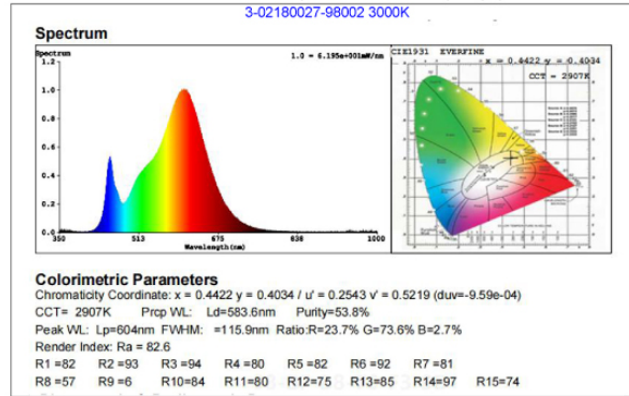 3-02180027-98002 3000K
Spectrum
Spectrum
1.0 = 6.195e+001mW/nm
1.2
1.0
0.8
0.6
0.4
0.2
0.0
350 513 675 838 1000
Wavelength(nm)
CIE1931 EVERFINE
x = 0.4422 y = 0.4034
CCT = 2907K
Colorimetric Parameters
Chromaticity Coordinate: x = 0.4422 y = 0.4034 / u' = 0.2543 v' = 0.5219 (duv=-9.59e-04)
CCT= 2907K Prcp WL: Ld=583.6nm Purity=53.8%
Peak WL: Lp=604nm FWHM: =115.9nm Ratio:R=23.7% G=73.6% B=2.7%
Render Index: Ra = 82.6
R1 =82 R2 =93 R3 =94 R4 =80 R5 =82 R6 =92 R7 =81
R8 =57 R9 =6 R10=84 R11=80 R12=75 R13=85 R14=97 R15=74